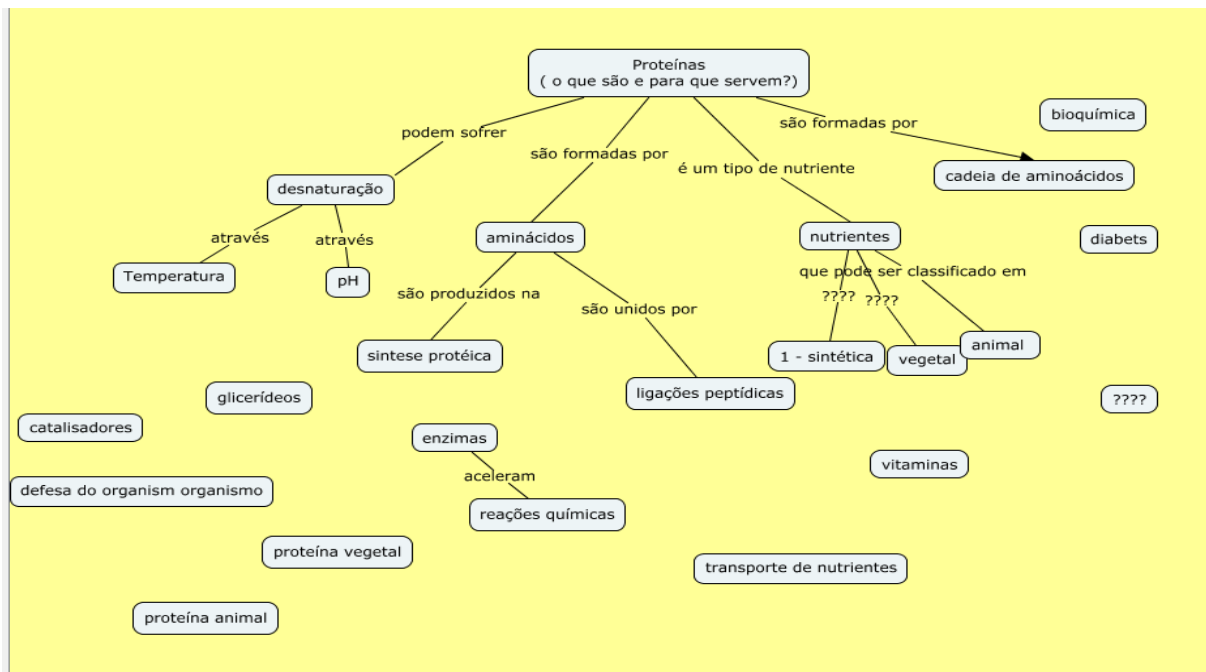 Proteínas
( o que são e para que servem?)
bioquímica
são formadas por
podem sofrer
são formadas por
é um tipo de nutriente
cadeia de aminoácidos
desnaturação
através
através
aminácidos
nutrientes
diabets
Temperatura
pH
que pode ser classificado em
são produzidos na
????
????
são unidos por
sintese protéica
1 - sintética
vegetal
animal
glicerídeos
ligações peptídicas
????
catalisadores
enzimas
vitaminas
aceleram
defesa do organism organismo
reações químicas
proteína vegetal
transporte de nutrientes
proteína animal